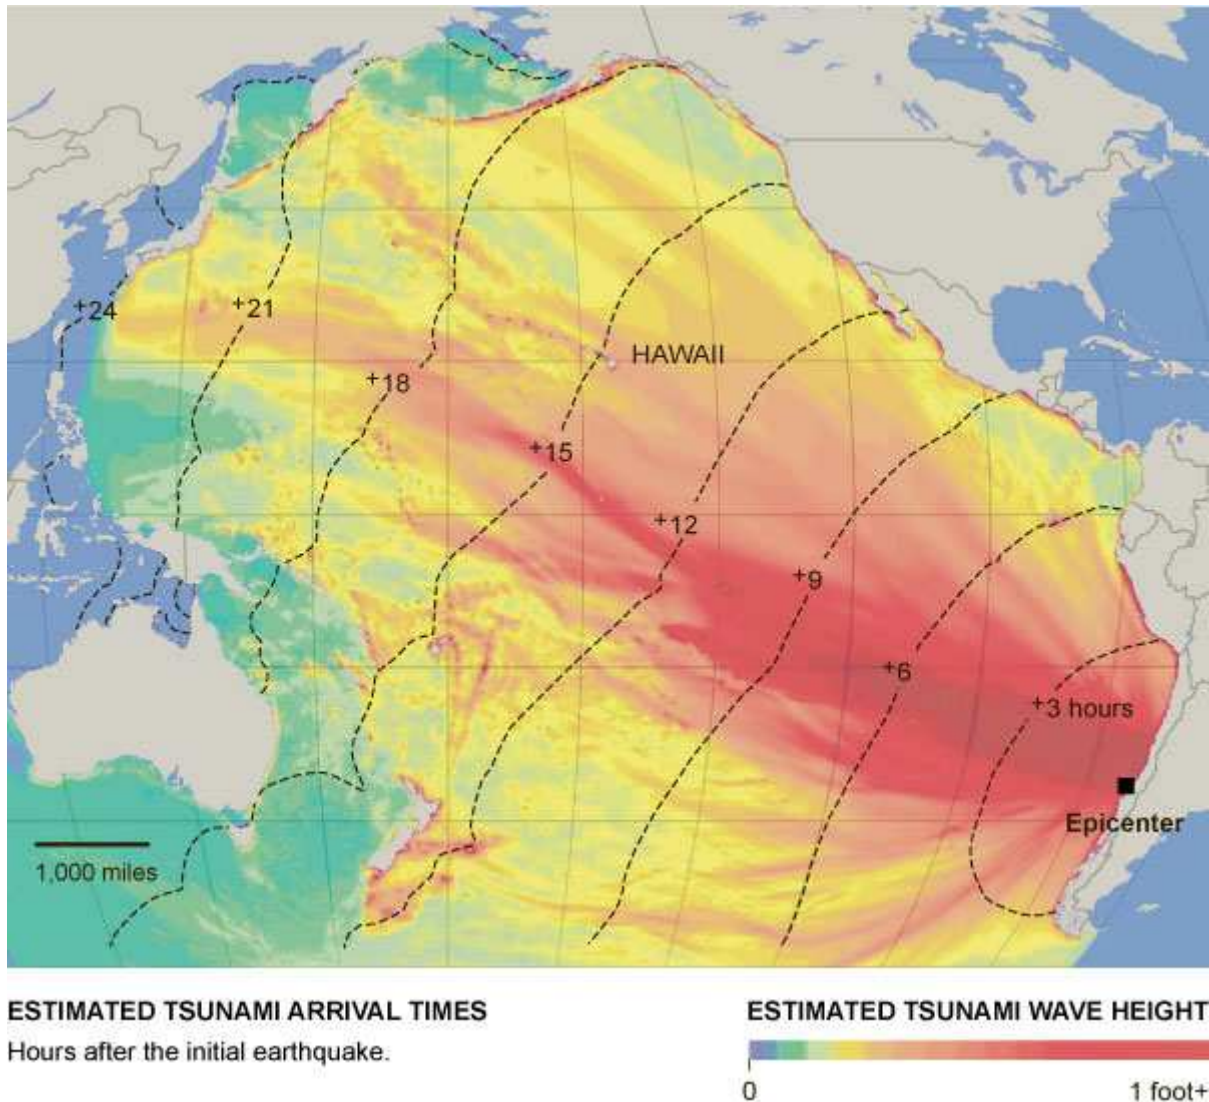 +24
+21
HAWAII
+18
+15
+12
+9
+6
+3 hours
Epicenter
1,000 miles
ESTIMATED TSUNAMI ARRIVAL TIMES
Hours after the initial earthquake.
ESTIMATED TSUNAMI WAVE HEIGHT
0
1 foot+